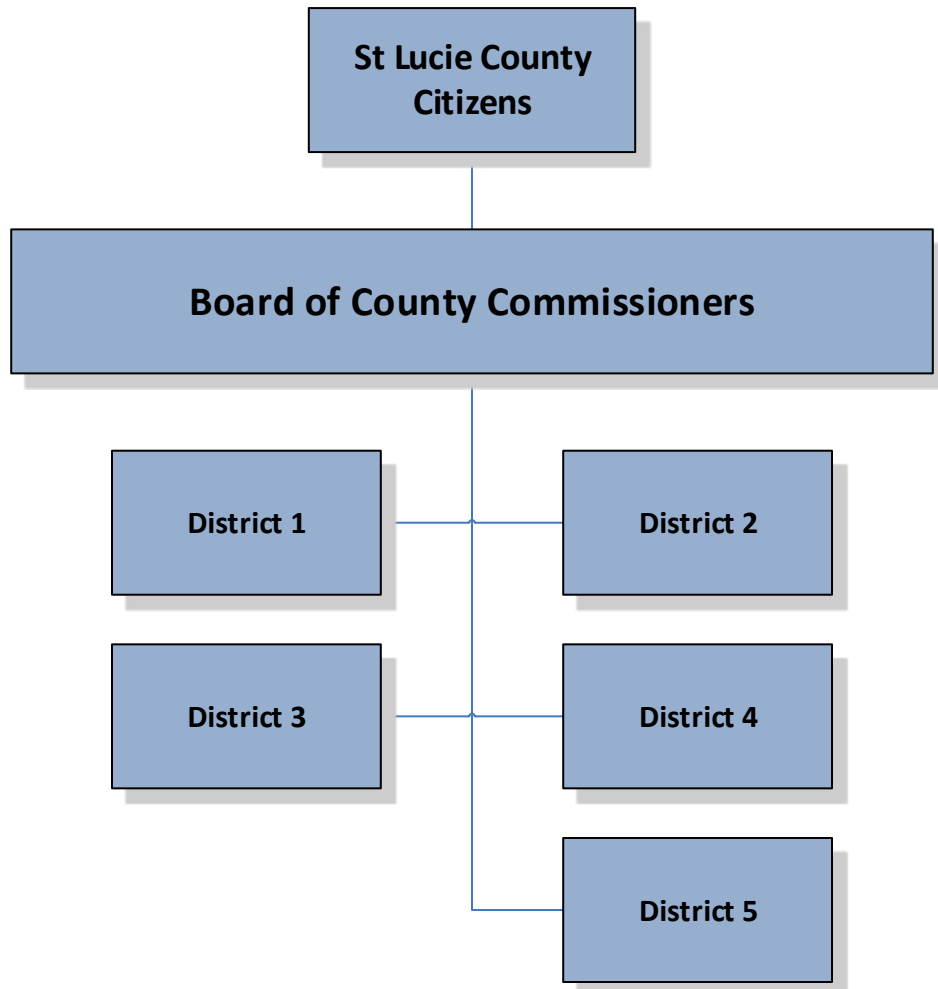 St Lucie County
Citizens
Board of County Commissioners
District 1
District 2
District 3
District 4
District 5